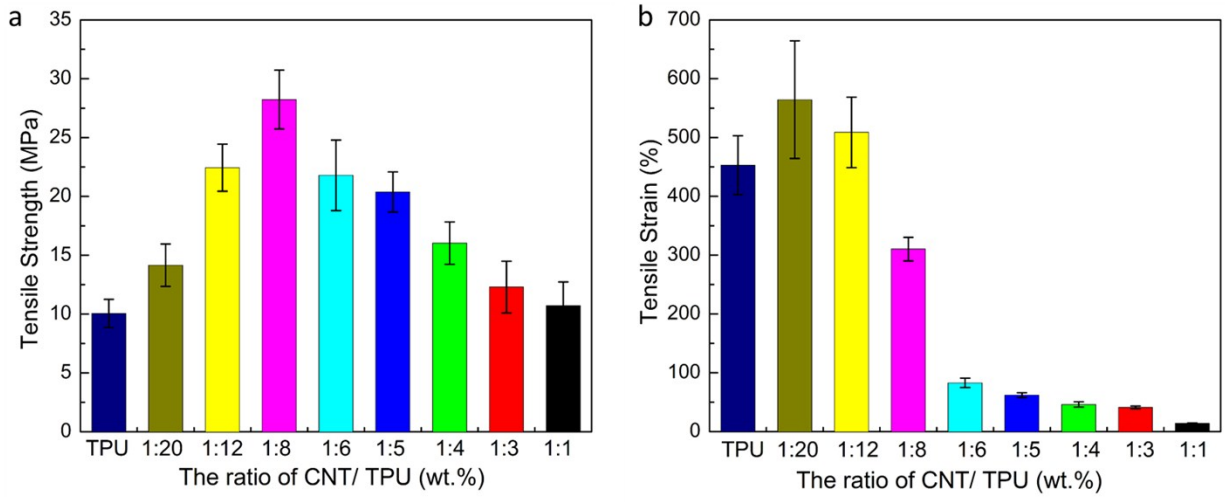 a
35
30
25
20
15
10
5
0
Tensile Strength (MPa)
TPU 1:20 1:12 1:8 1:6 1:5 1:4 1:3 1:1
The ratio of CNT/ TPU (wt.%)
b
700
600
500
400
300
200
100
0
Tensile Strain (%)
TPU 1:20 1:12 1:8 1:6 1:5 1:4 1:3 1:1
The ratio of CNT/ TPU (wt.%)